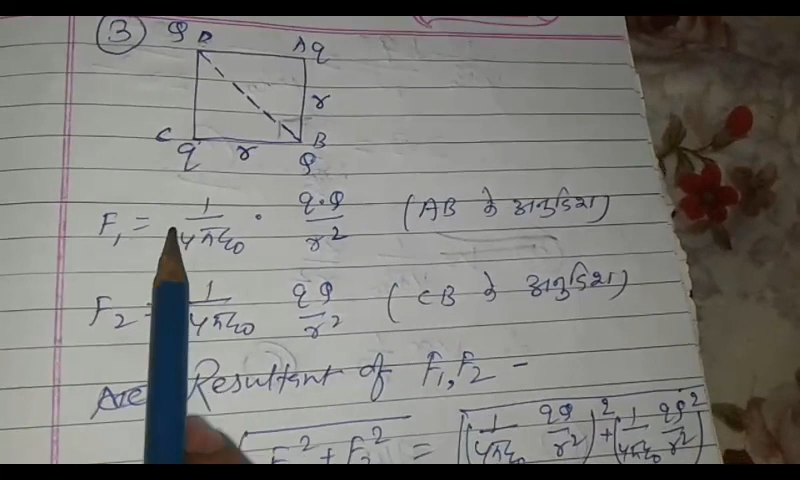 3
Q D A q
r
C B
q r Q
F₁ = 1/4πε₀ · q.Q/r² (AB के अनुदिश)
F₂ = 1/4πε₀ qQ/r² (CB के अनुदिश)
Resultant of F₁,F₂ -
F₂² = √(1/4πε₀ qQ/r²)² + (1/4πε₀ qQ/r²)²